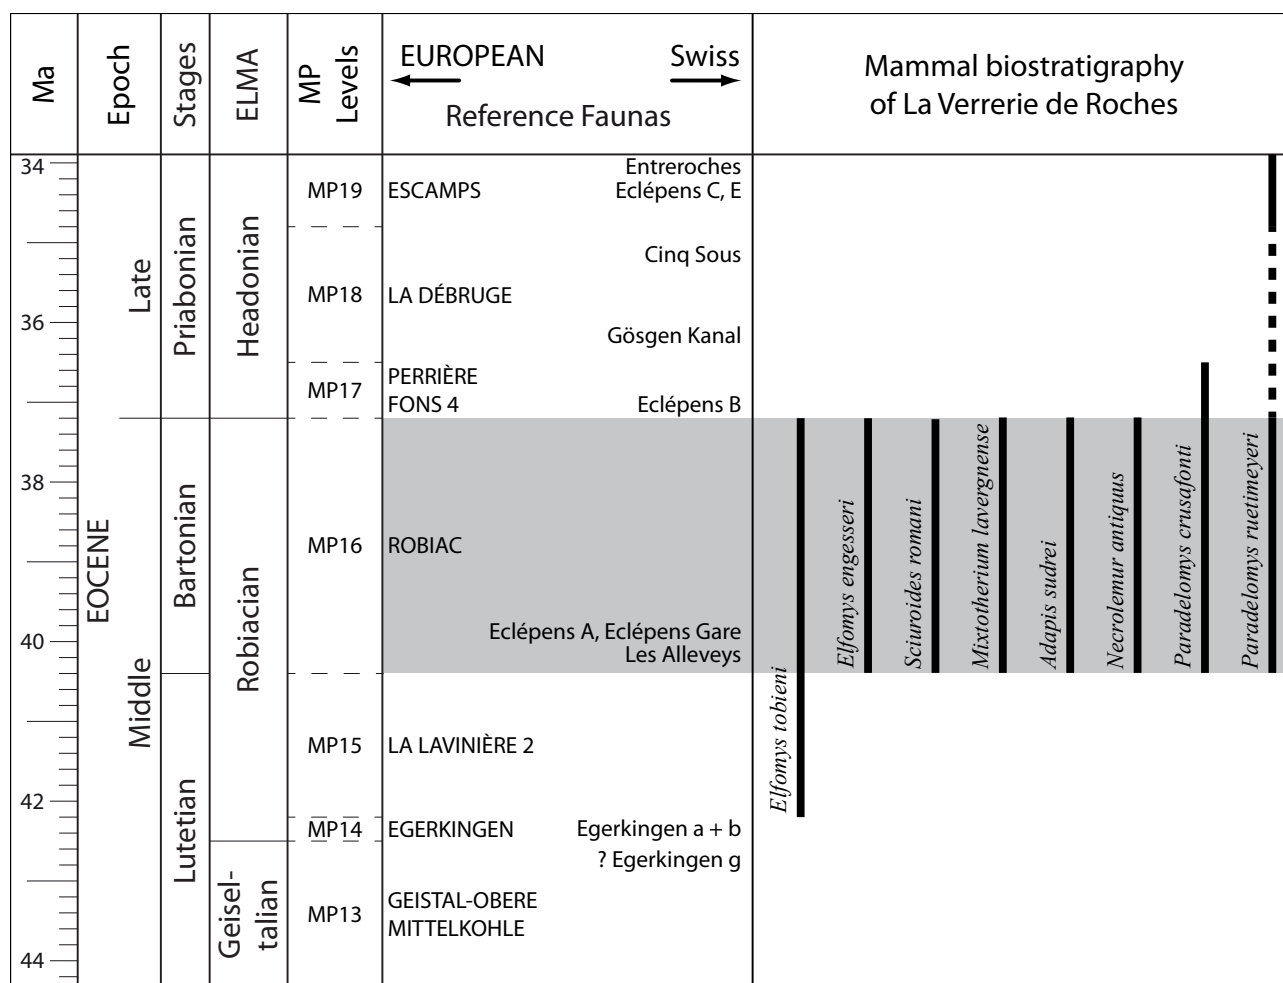 Ma
Epoch
Stages
ELMA
MP
Levels
EUROPEAN
Swiss
Reference Faunas
Mammal biostratigraphy
of La Verrerie de Roches
34
36
38
40
42
44
EOCENE
Late
Middle
Priabonian
Bartonian
Lutetian
Headonian
Robiacian
Geisel-
talian
MP19
ESCAMPS
Entreroches
Eclépens C, E
Cinq Sous
MP18
LA DÉBRUGE
Gösgen Kanal
MP17
PERRIÈRE
FONS 4
Eclépens B
MP16
ROBIAC
Eclépens A, Eclépens Gare
Les Alleveys
MP15
LA LAVINIÈRE 2
MP14
EGERKINGEN
Egerkingen a + b
? Egerkingen g
MP13
GEISTAL-OBERE
MITTELKOHLE
Elfomys tobieni
Elfomys engesseri
Sciuroides romani
Mixtotherium lavergnense
Adapis sudrei
Necrolemur antiquus
Paradelomys crusafonti
Paradelomys ruetimeyeri